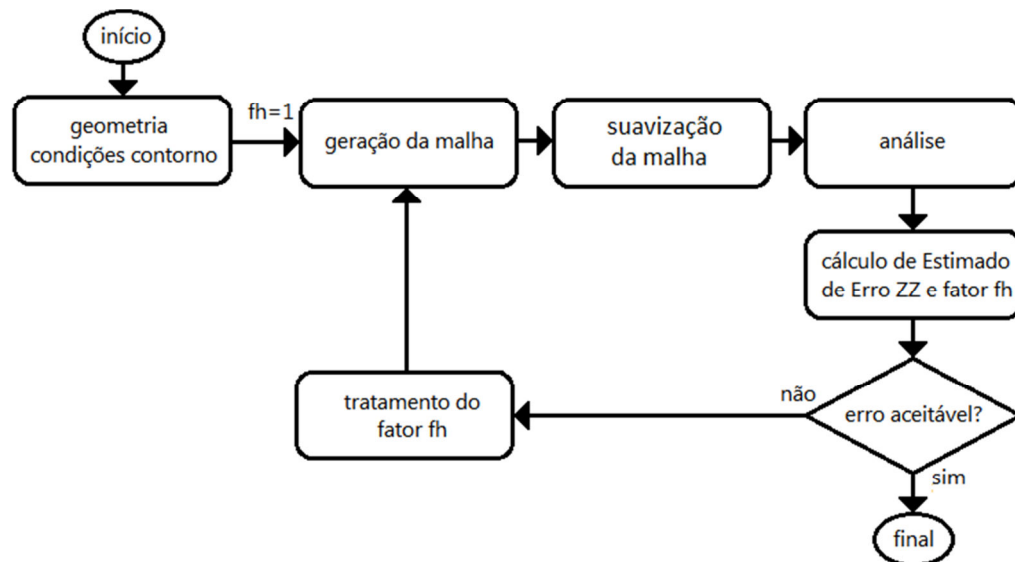 início
geometria
condições contorno
fh=1
geração da malha
suavização
da malha
análise
cálculo de Estimado
de Erro ZZ e fator fh
erro aceitável?
não
tratamento do
fator fh
sim
final